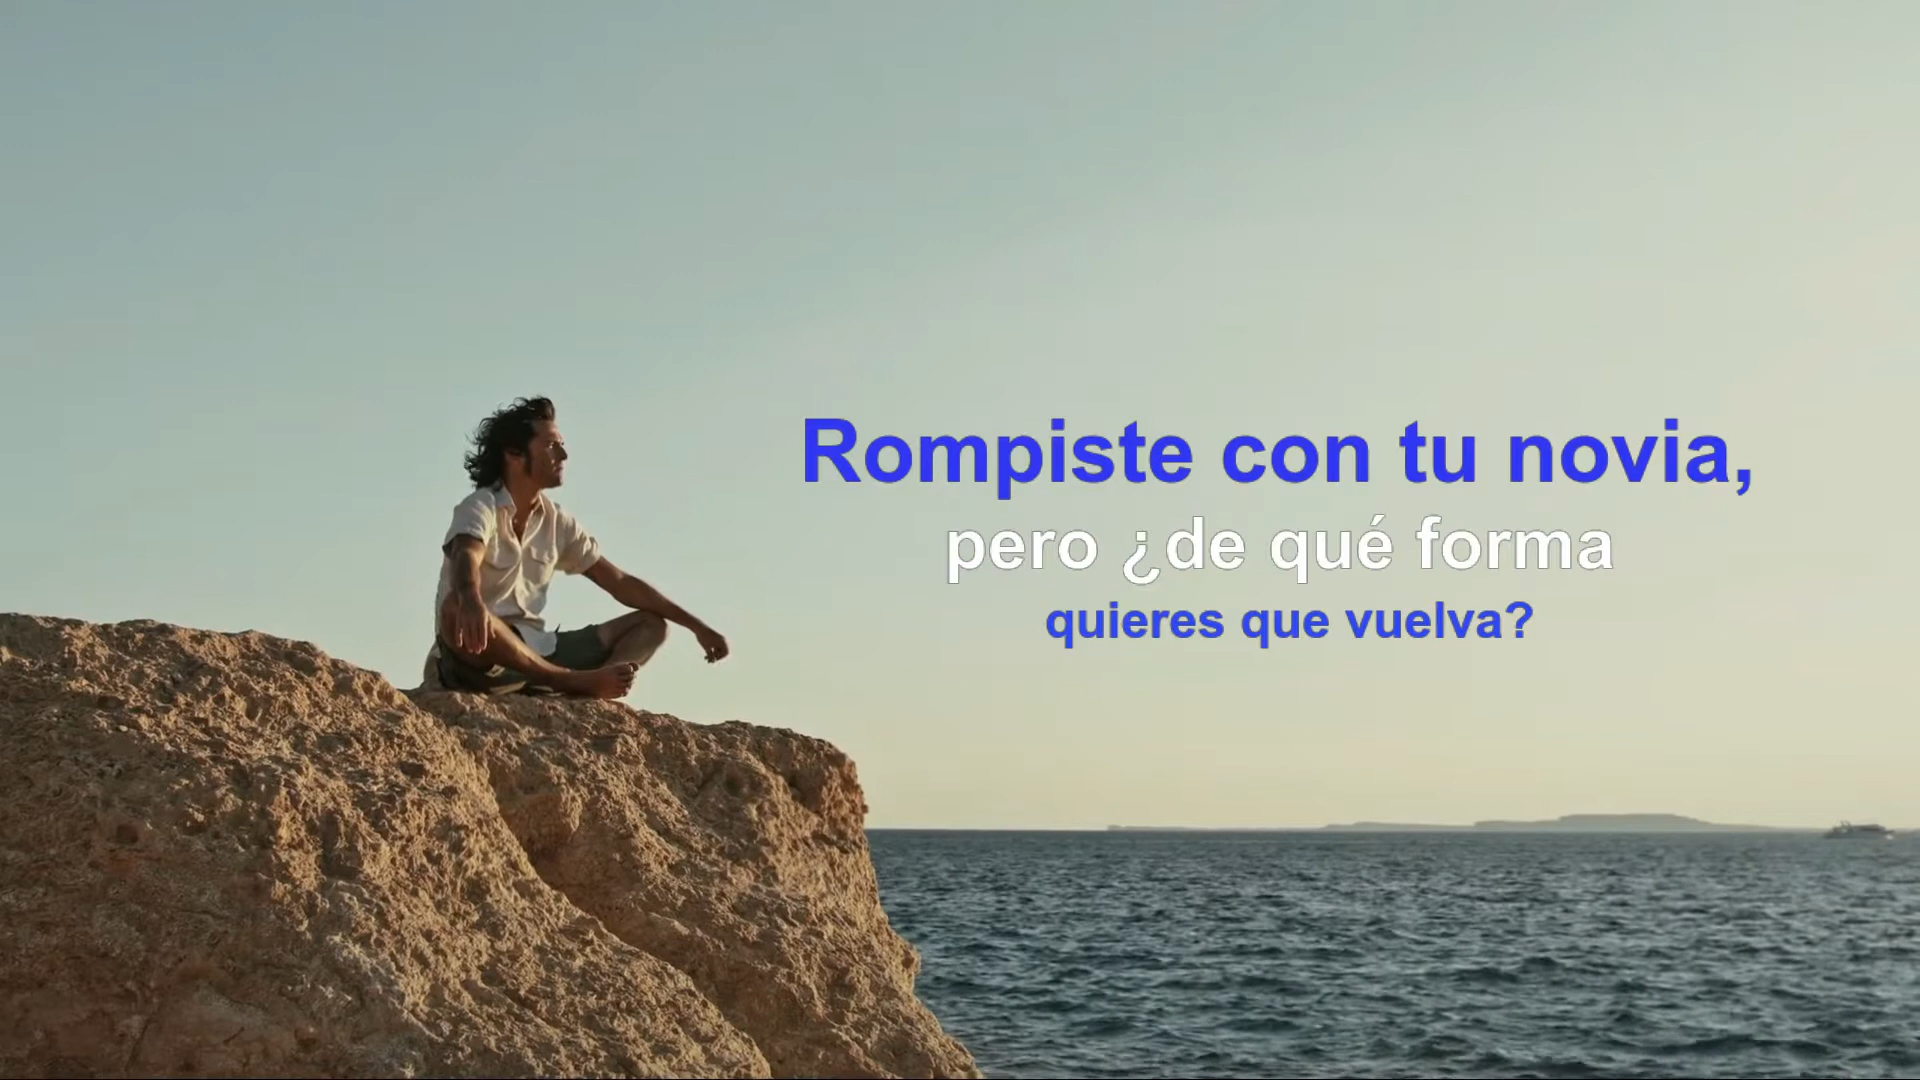 Rompiste con tu novia,
pero ¿de qué forma
quieres que vuelva?